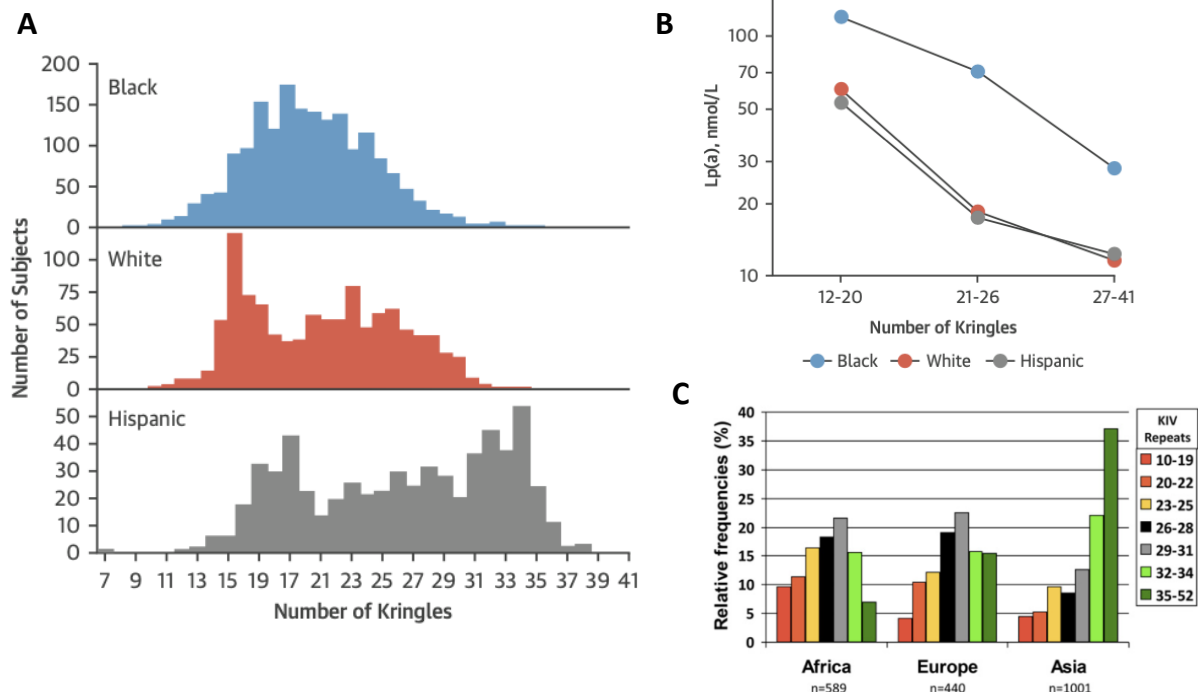 A
Number of Subjects
200
150
100
50
0
Black
100
75
50
25
0
White
50
40
30
20
10
0
Hispanic
7 9 11 13 15 19 17 21 23 25 27 29 31 33 35 37 39 41
Number of Kringles
B
Lp(a), nmol/L
100
70
50
30
20
10
12-20 21-26 27-41
Number of Kringles
Black White Hispanic
C
Relative frequencies (%)
40
35
30
25
20
15
10
5
0
Africa Europe Asia
n=589 n=440 n=1001
KIV
Repeats
10-19
20-22
23-25
26-28
29-31
32-34
35-52